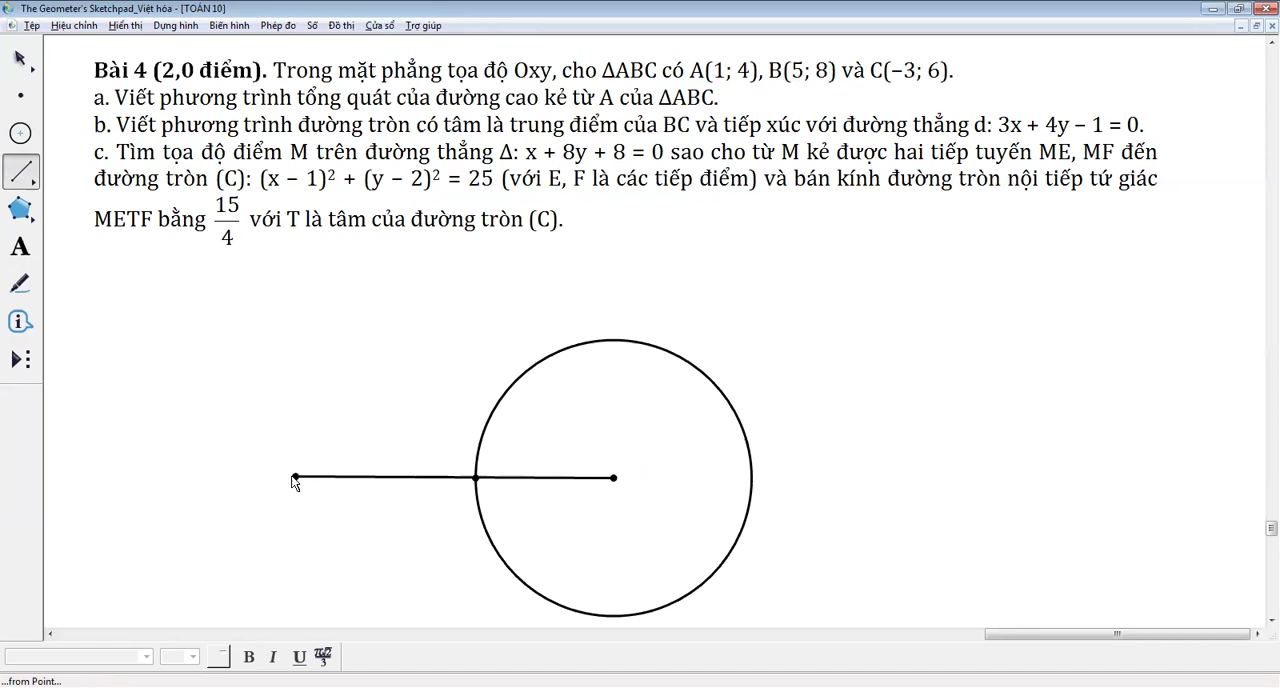 The Geometer's Sketchpad_Việt hóa - [TOÁN 10]
Tệp Hiệu chỉnh Hiển thị Dựng hình Biến hình Phép đo Số Đồ thị Cửa sổ Trợ giúp
Bài 4 (2,0 điểm). Trong mặt phẳng tọa độ Oxy, cho ΔABC có A(1; 4), B(5; 8) và C(−3; 6).
a. Viết phương trình tổng quát của đường cao kẻ từ A của ΔABC.
b. Viết phương trình đường tròn có tâm là trung điểm của BC và tiếp xúc với đường thẳng d: 3x + 4y − 1 = 0.
c. Tìm tọa độ điểm M trên đường thẳng Δ: x + 8y + 8 = 0 sao cho từ M kẻ được hai tiếp tuyến ME, MF đến
đường tròn (C): (x − 1)² + (y − 2)² = 25 (với E, F là các tiếp điểm) và bán kính đường tròn nội tiếp tứ giác
METF bằng 15/4 với T là tâm của đường tròn (C).
A
B I U
...from Point...